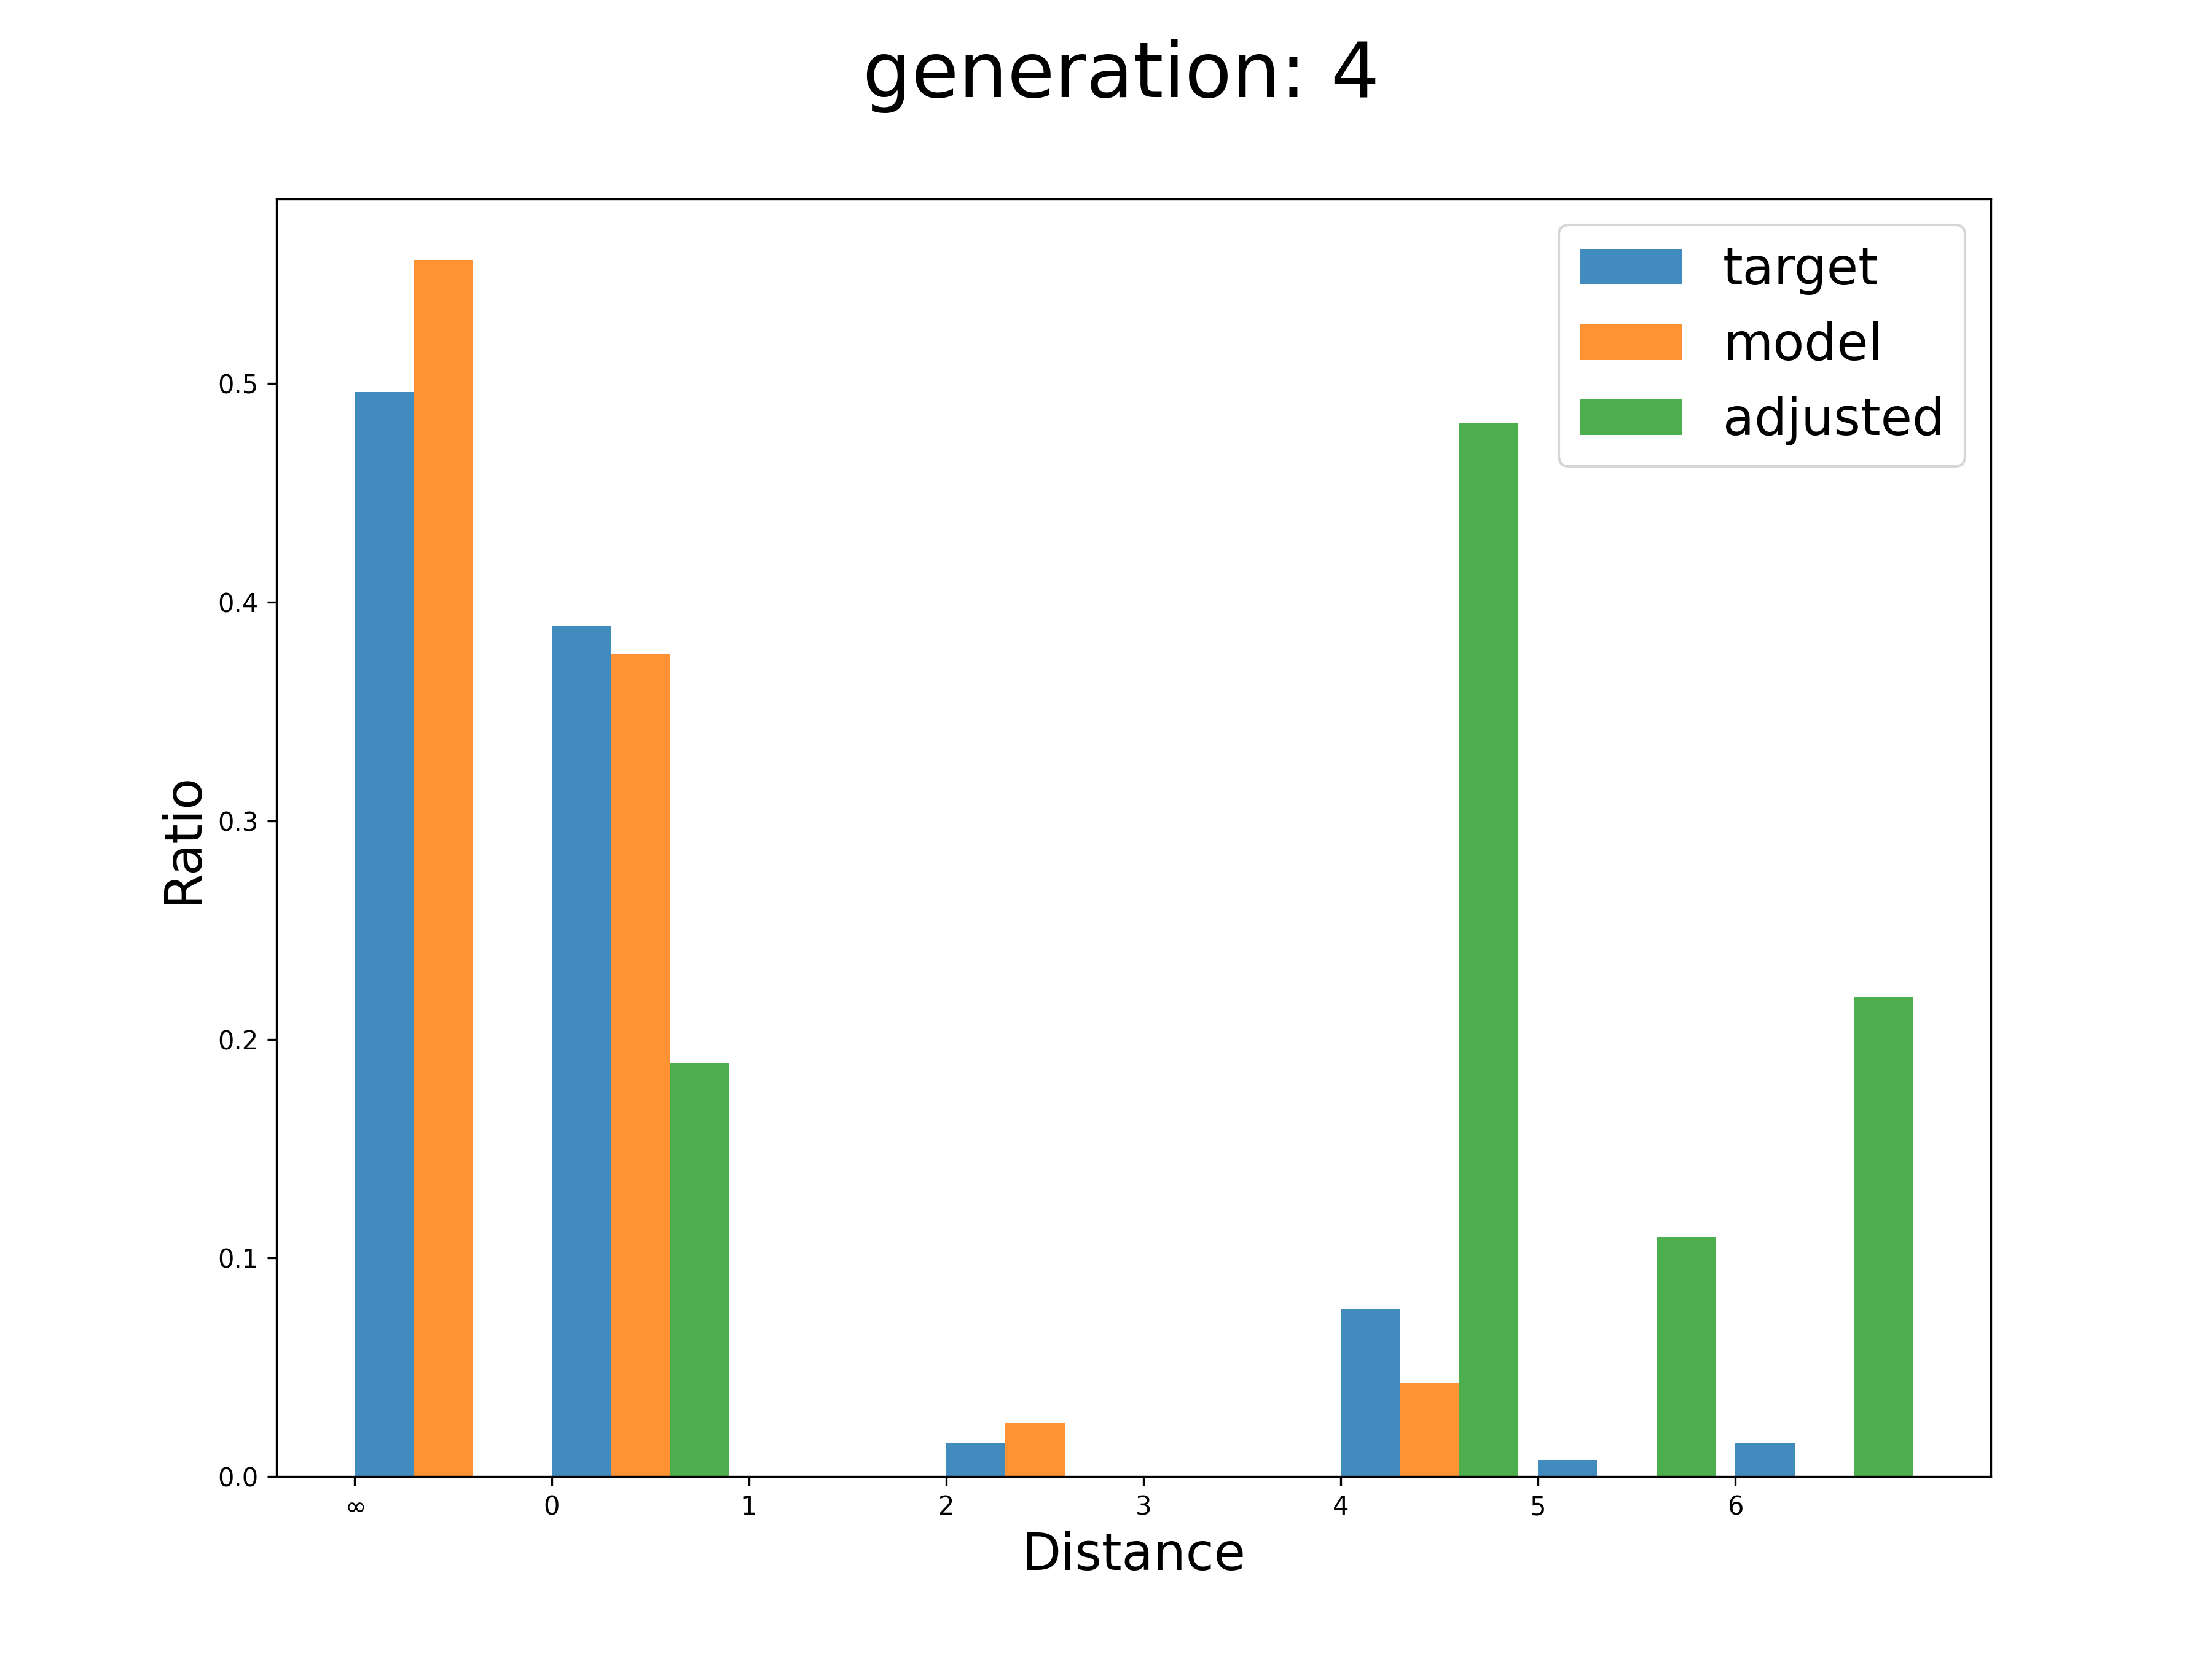 generation: 4
target
model
adjusted
Ratio
0.5
0.4
0.3
0.2
0.1
0.0
∞ 0 1 2 3 4 5 6
Distance